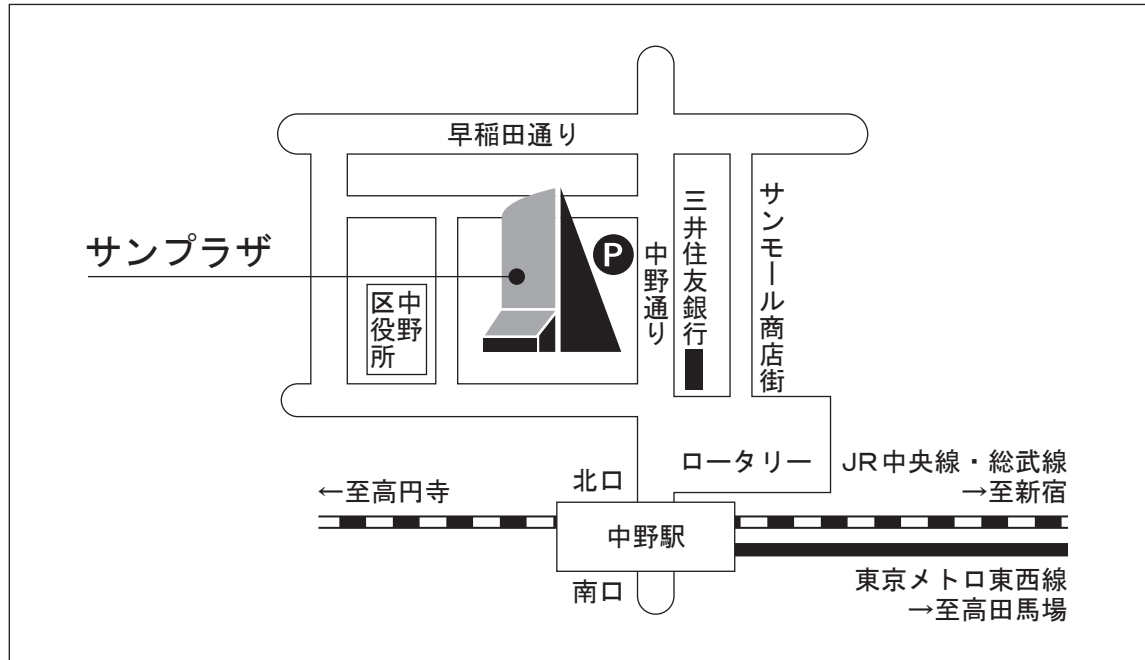 早稲田通り
サンプラザ
P
中野
区役所
中野通り
三井住友銀行
サンモール商店街
ロータリー
JR中央線・総武線
→至新宿
←至高円寺
北口
中野駅
南口
東京メトロ東西線
→至高田馬場